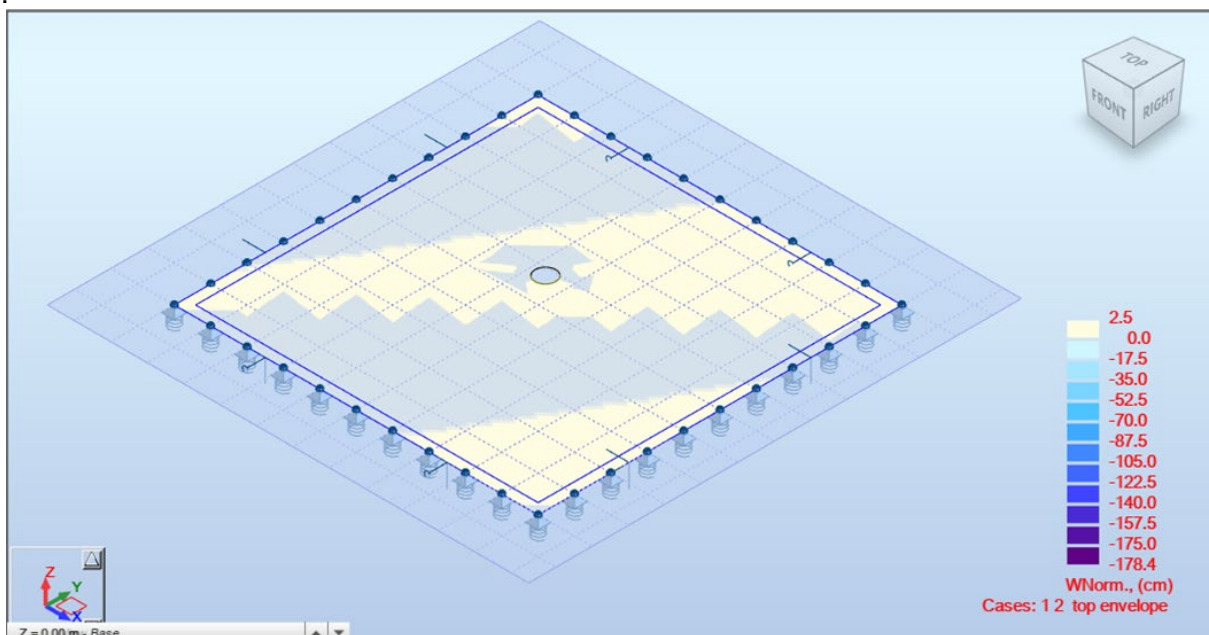 TOP
FRONT
RIGHT
2.5
0.0
-17.5
-35.0
-52.5
-70.0
-87.5
-105.0
-122.5
-140.0
-157.5
-175.0
-178.4
WNorm., (cm)
Cases: 1 2 top envelope
Z
Y
X
Z = 0.00 m - Base